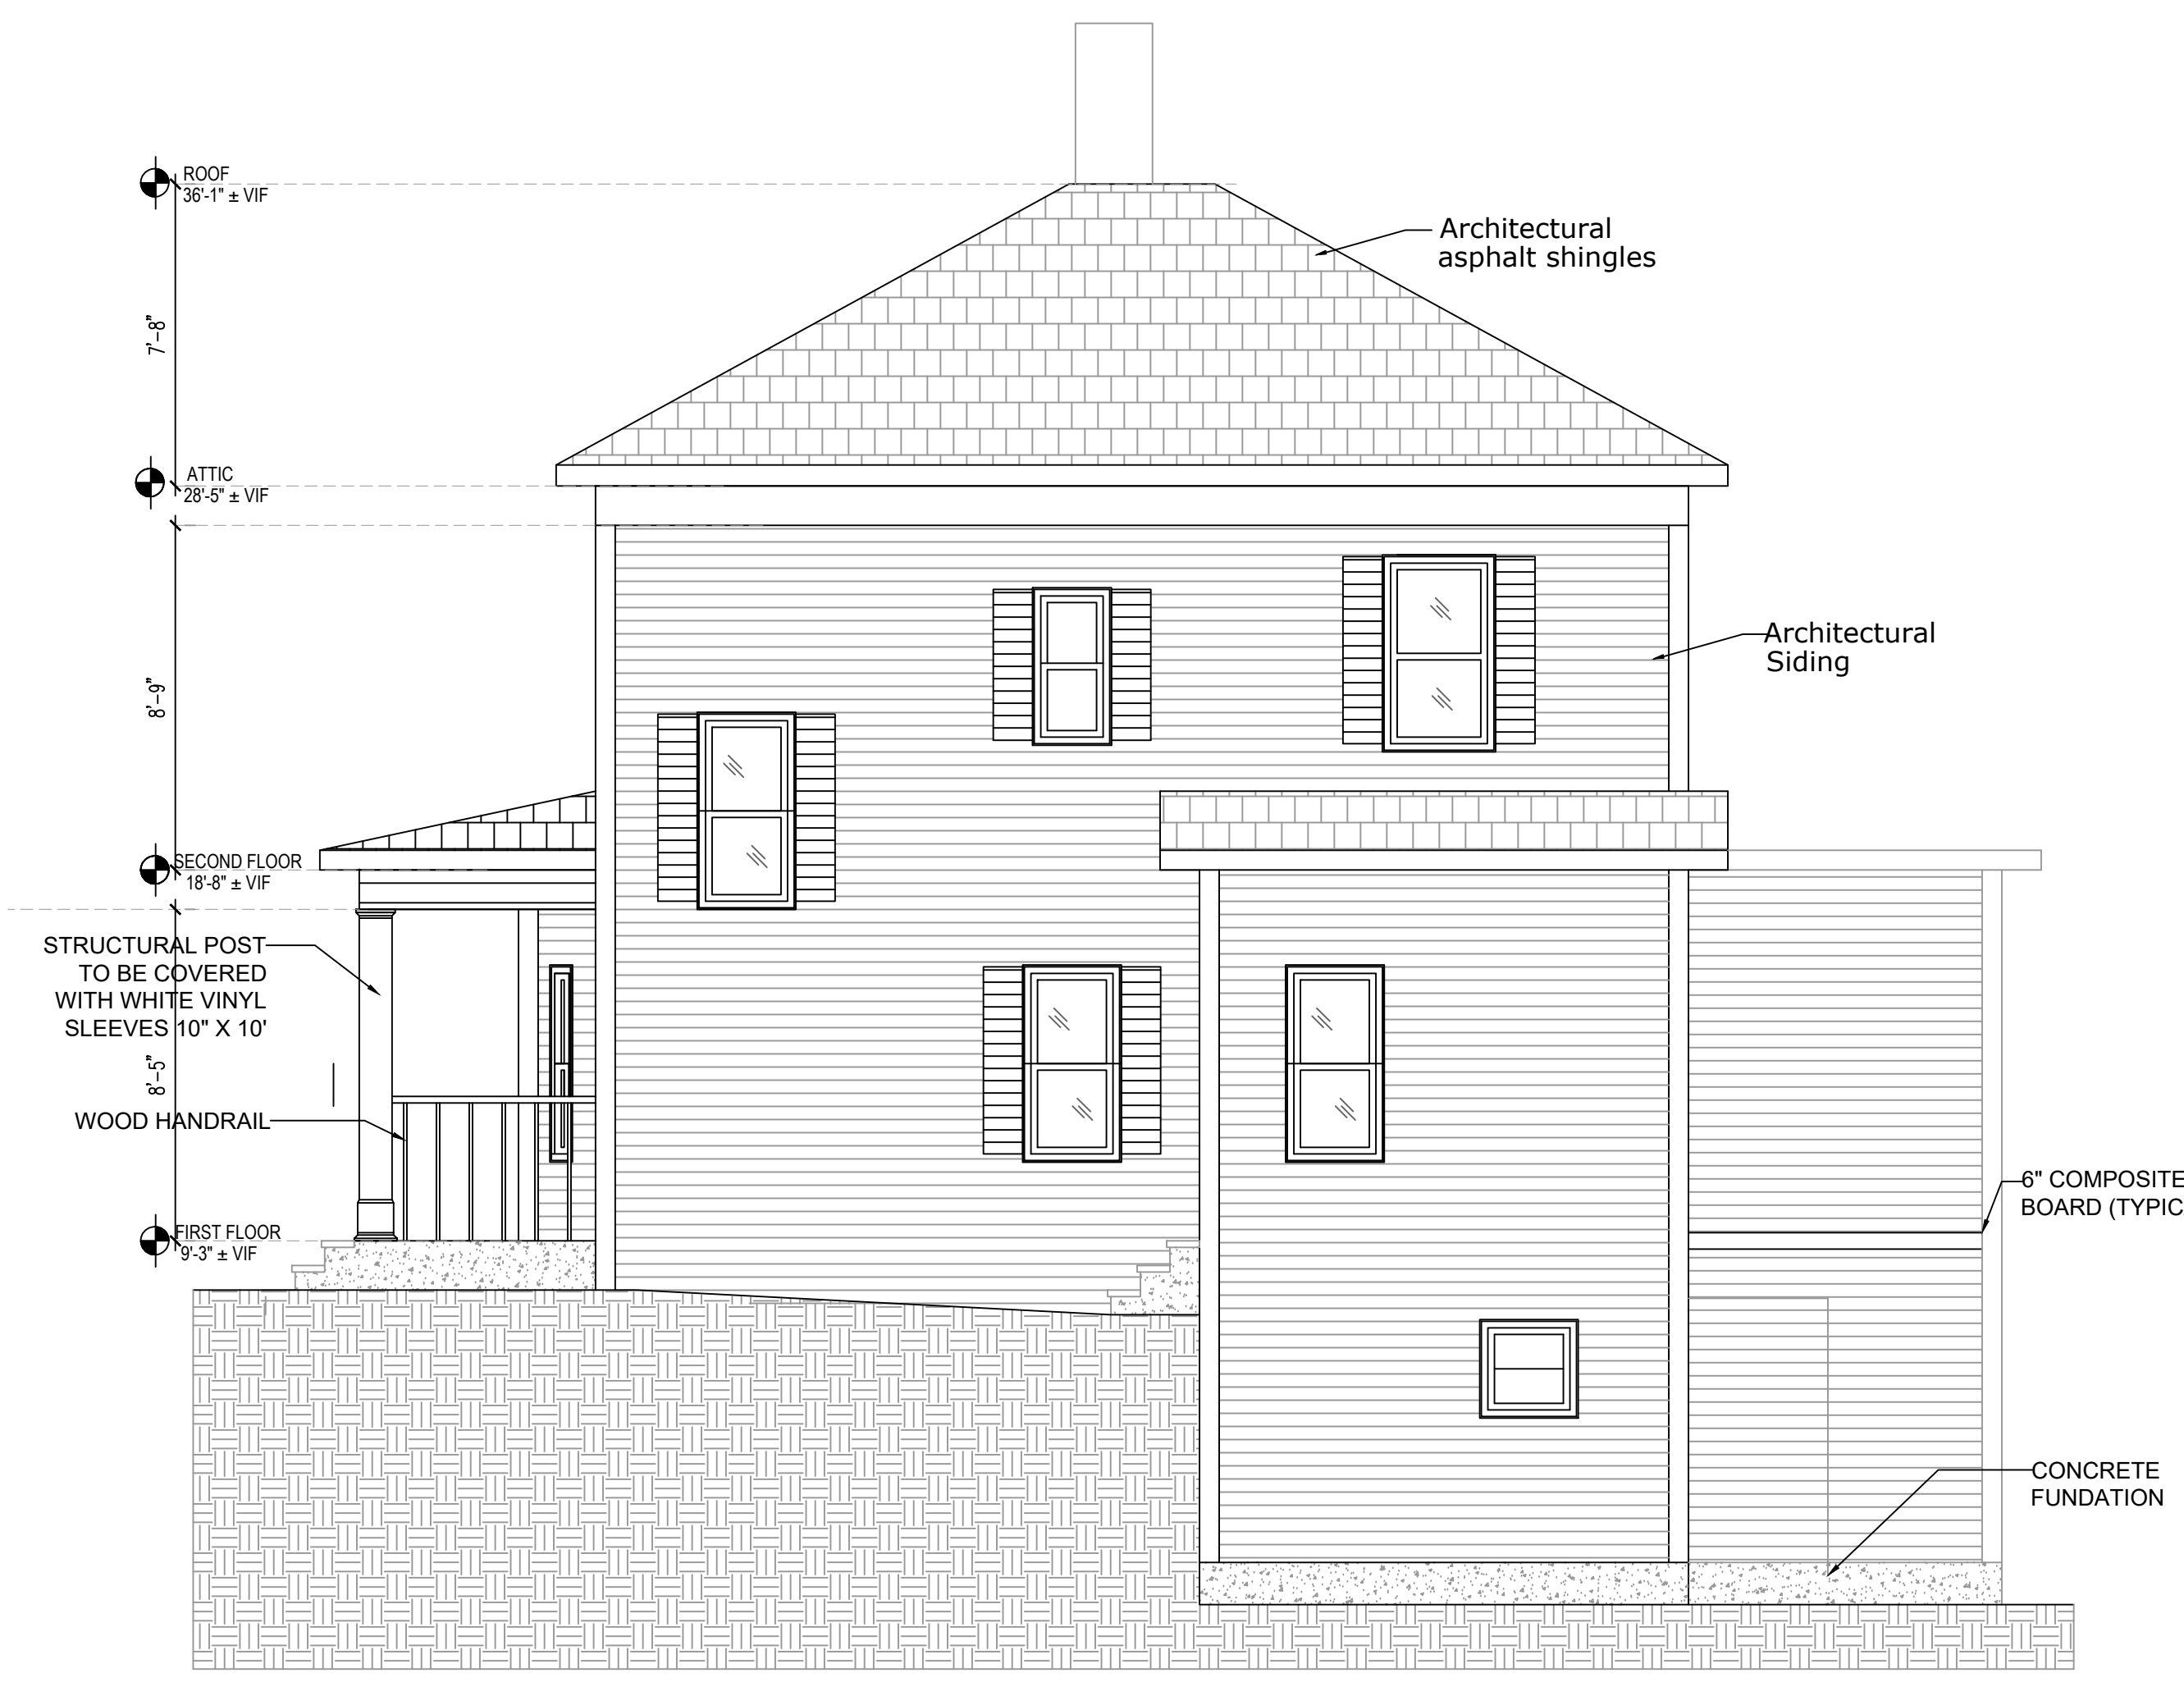 ROOF
36'-1" ± VIF
Architectural
asphalt shingles
7'-8"
ATTIC
28'-5" ± VIF
8'-9"
Architectural
Siding
SECOND FLOOR
18'-8" ± VIF
STRUCTURAL POST
TO BE COVERED
WITH WHITE VINYL
SLEEVES 10" X 10'
8'-5"
WOOD HANDRAIL
6" COMPOSITE
BOARD (TYPIC
FIRST FLOOR
9'-3" ± VIF
CONCRETE
FUNDATION